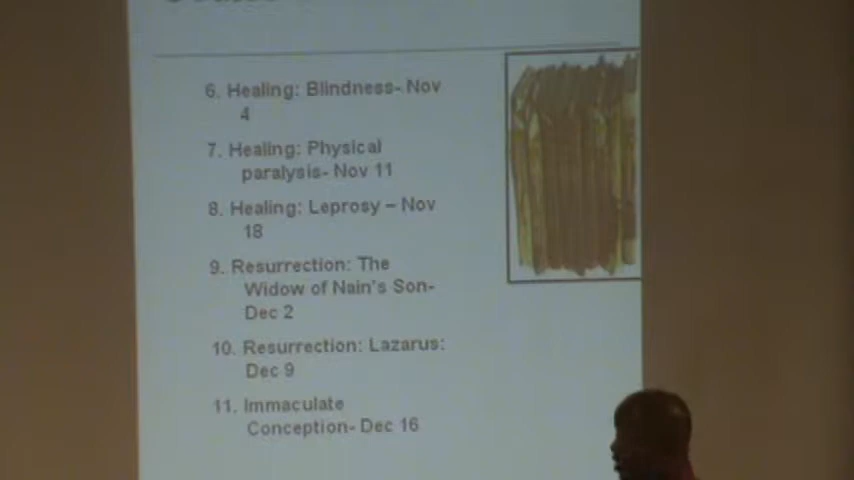 6. Healing: Blindness- Nov
4
7. Healing: Physical
paralysis- Nov 11
8. Healing: Leprosy – Nov
18
9. Resurrection: The
Widow of Nain's Son-
Dec 2
10. Resurrection: Lazarus:
Dec 9
11. Immaculate
Conception- Dec 16